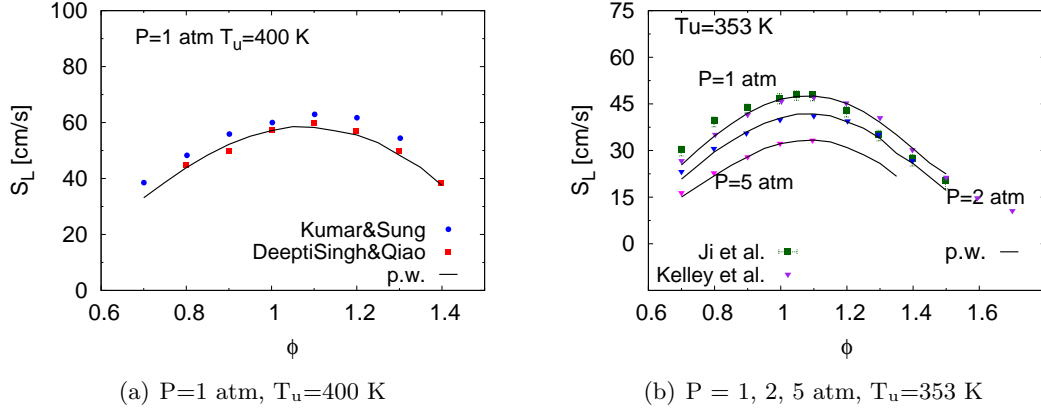 P=1 atm T_u=400 K
100
80
60
40
20
0
S_L [cm/s]
Kumar&Sung
DeeptiSingh&Qiao
p.w.
0.6 0.8 1 1.2 1.4
ϕ
(a) P=1 atm, T_u=400 K
Tu=353 K
75
60
45
30
15
0
S_L [cm/s]
P=1 atm
P=5 atm
P=2 atm
Ji et al.
Kelley et al.
p.w.
0.6 0.8 1 1.2 1.4 1.6
ϕ
(b) P = 1, 2, 5 atm, T_u=353 K